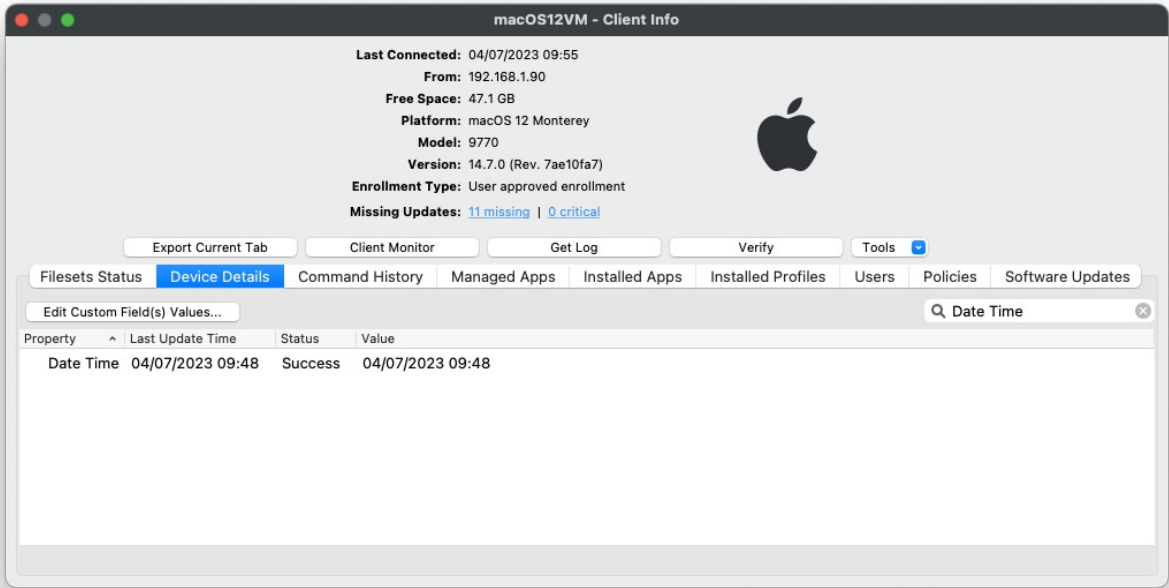 macOS12VM - Client Info
Last Connected: 04/07/2023 09:55
From: 192.168.1.90
Free Space: 47.1 GB
Platform: macOS 12 Monterey
Model: 9770
Version: 14.7.0 (Rev. 7ae10fa7)
Enrollment Type: User approved enrollment
Missing Updates: 11 missing | 0 critical
Export Current Tab Client Monitor Get Log Verify Tools
Filesets Status Device Details Command History Managed Apps Installed Apps Installed Profiles Users Policies Software Updates
Edit Custom Field(s) Values... Date Time
Property Last Update Time Status Value
Date Time 04/07/2023 09:48 Success 04/07/2023 09:48